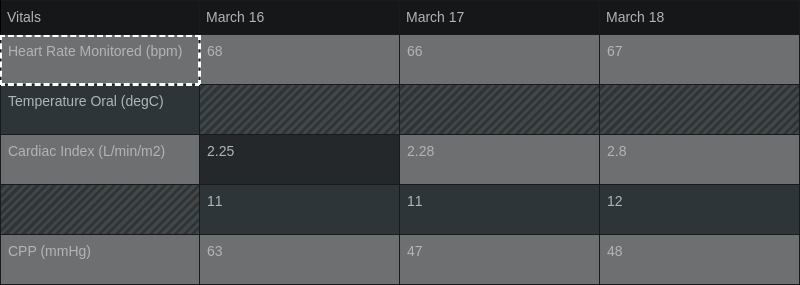 Vitals March 16 March 17 March 18
Heart Rate Monitored (bpm) 68 66 67
Temperature Oral (degC)
Cardiac Index (L/min/m2) 2.25 2.28 2.8
11 11 12
CPP (mmHg) 63 47 48